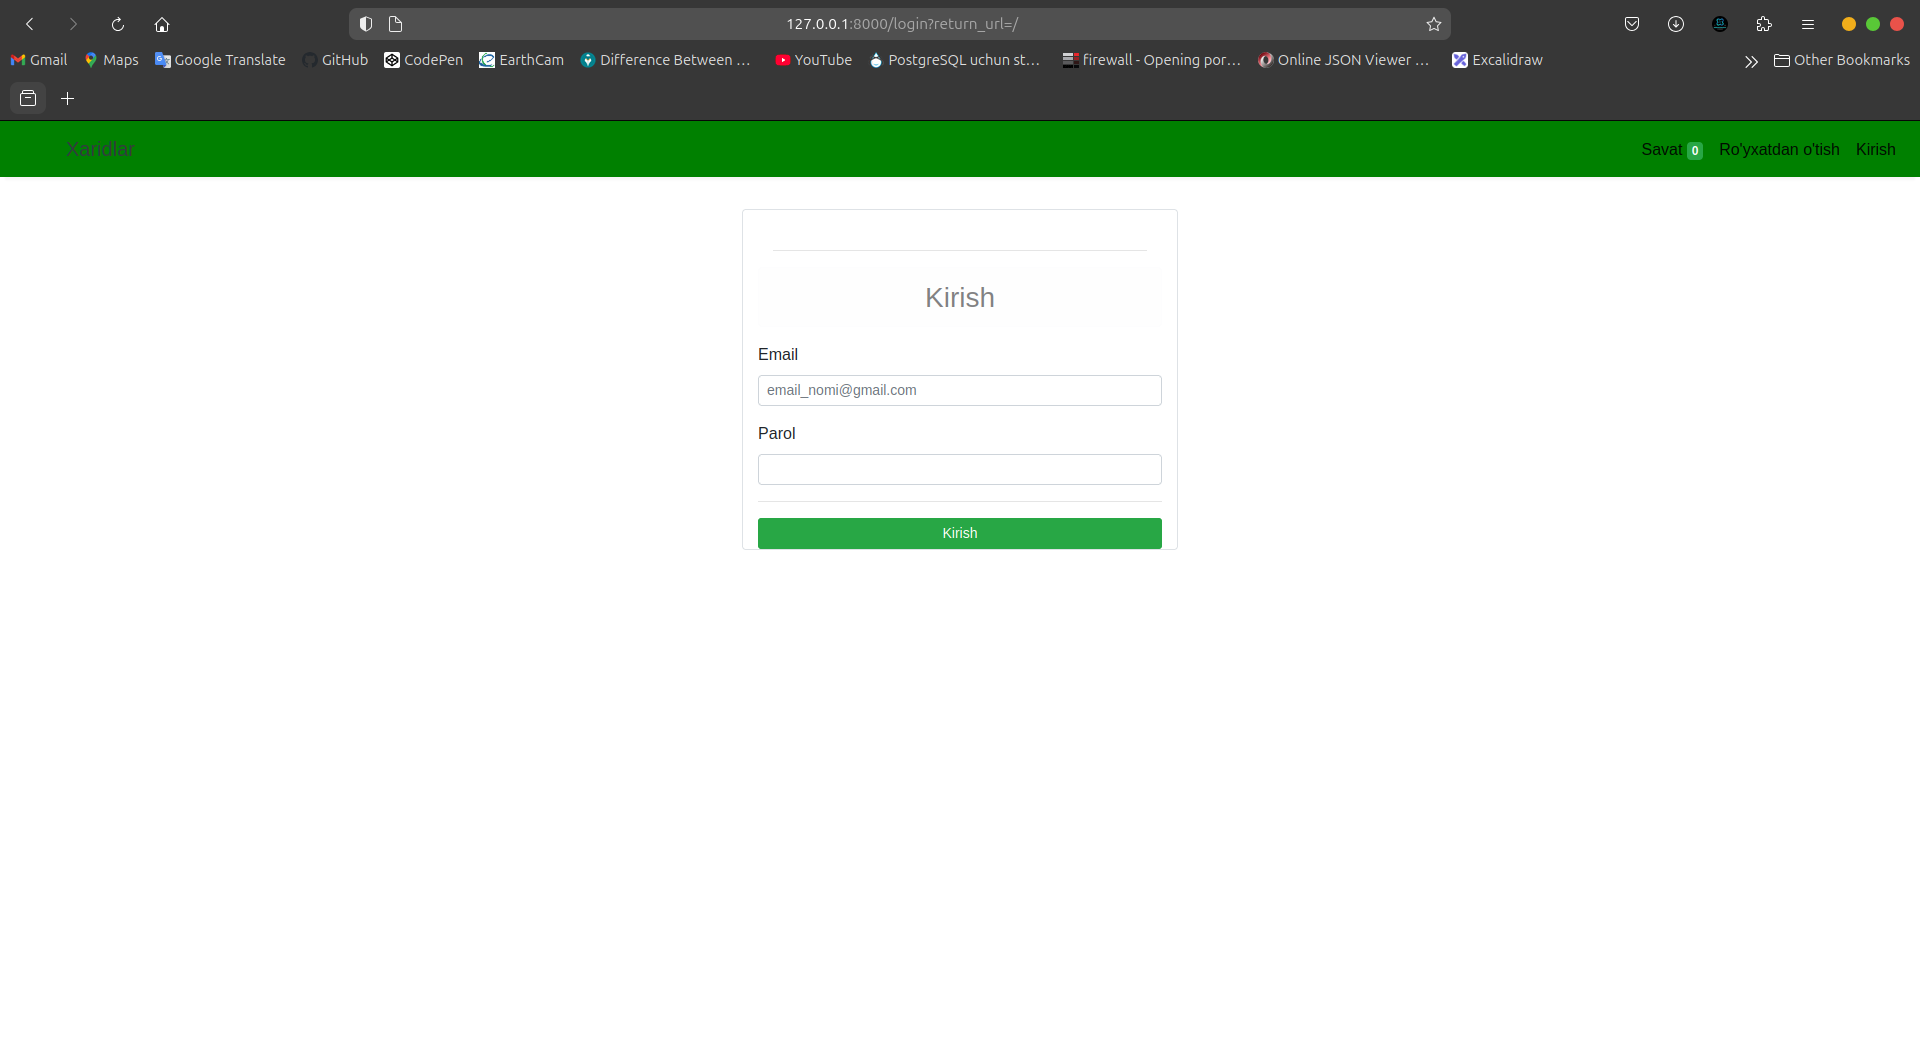 127.0.0.1:8000/login?return_url=/
Gmail Maps Google Translate GitHub CodePen EarthCam Difference Between ... YouTube PostgreSQL uchun st... firewall - Opening por... Online JSON Viewer ... Excalidraw Other Bookmarks
Xaridlar Savat 0 Ro'yxatdan o'tish Kirish
Kirish
Email
email_nomi@gmail.com
Parol
Kirish